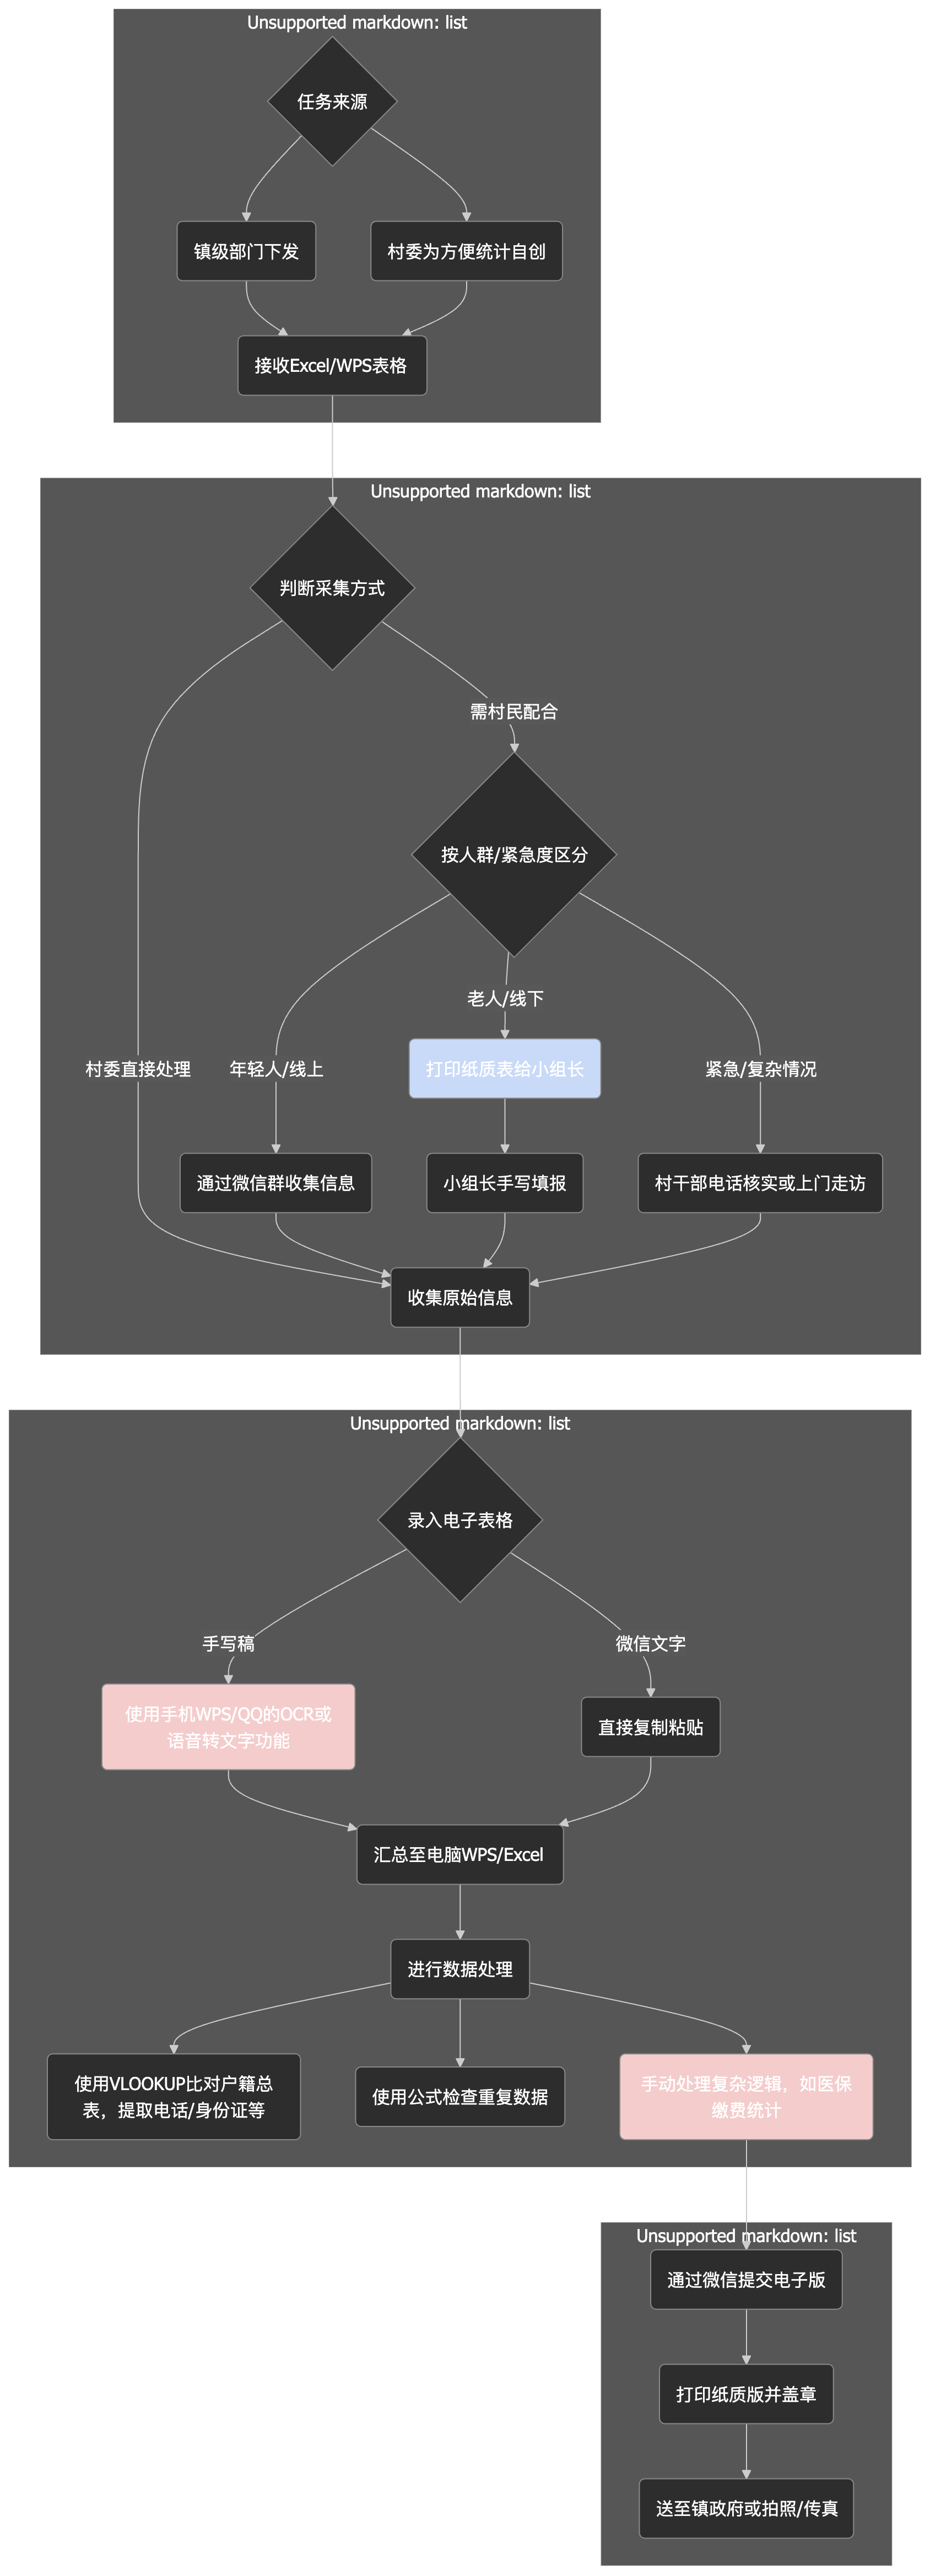 Unsupported markdown: list
任务来源
镇级部门下发
村委为方便统计自创
接收Excel/WPS表格
Unsupported markdown: list
判断采集方式
需村民配合
按人群/紧急度区分
老人/线下
村委直接处理
年轻人/线上
打印纸质表给小组长
紧急/复杂情况
通过微信群收集信息
小组长手写填报
村干部电话核实或上门走访
收集原始信息
Unsupported markdown: list
录入电子表格
手写稿
微信文字
使用手机WPS/QQ的OCR或
语音转文字功能
直接复制粘贴
汇总至电脑WPS/Excel
进行数据处理
使用VLOOKUP比对户籍总
表，提取电话/身份证等
使用公式检查重复数据
手动处理复杂逻辑，如医保
缴费统计
Unsupported markdown: list
通过微信提交电子版
打印纸质版并盖章
送至镇政府或拍照/传真